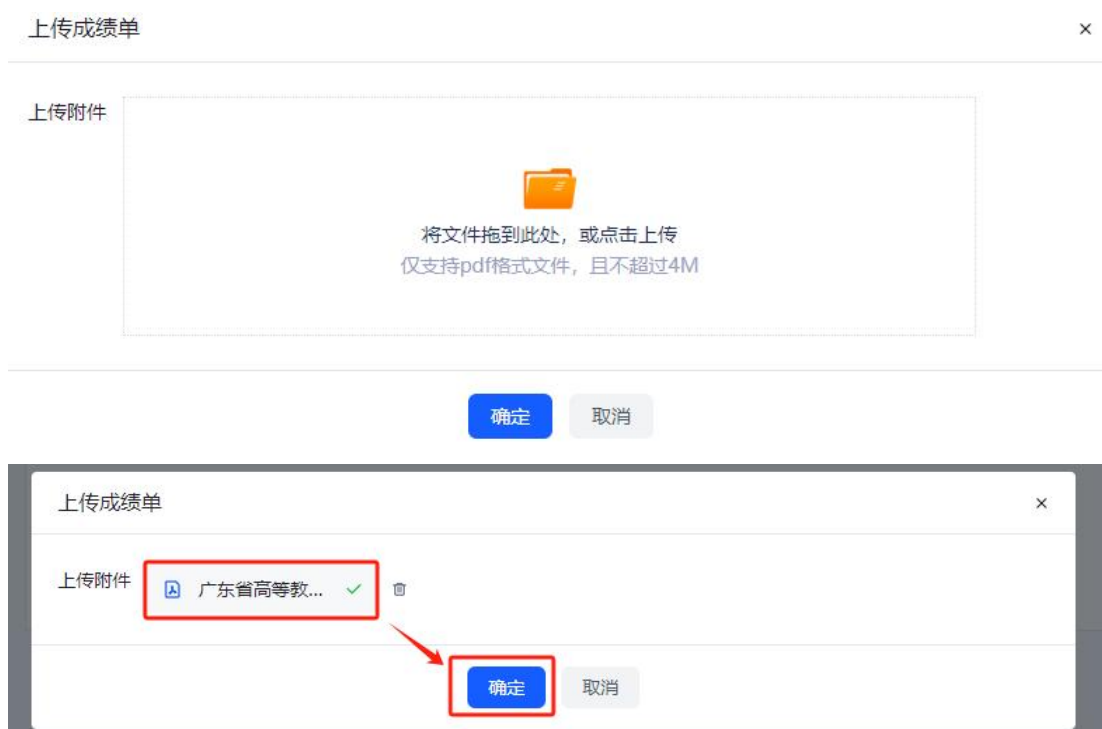 上传成绩单
上传附件
将文件拖到此处，或点击上传
仅支持pdf格式文件，且不超过4M
确定 取消
上传成绩单
上传附件 广东省高等教...
确定 取消